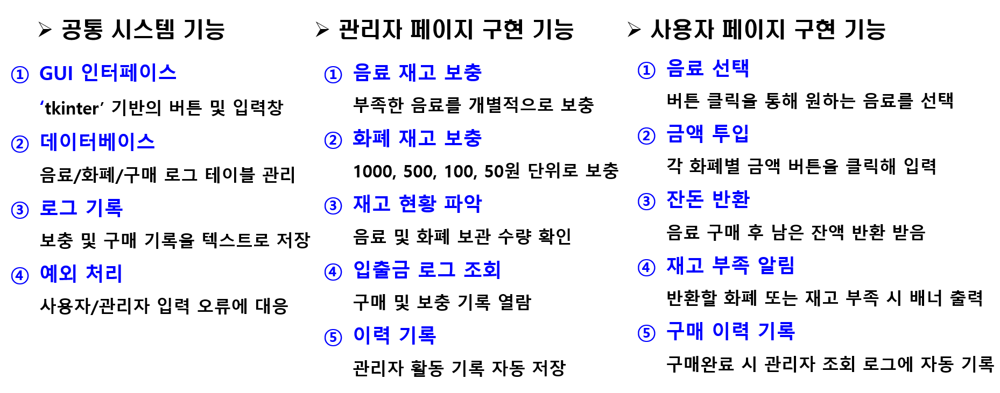 ➢ 공통 시스템 기능
① GUI 인터페이스
‘tkinter’ 기반의 버튼 및 입력창
② 데이터베이스
음료/화폐/구매 로그 테이블 관리
③ 로그 기록
보충 및 구매 기록을 텍스트로 저장
④ 예외 처리
사용자/관리자 입력 오류에 대응
➢ 관리자 페이지 구현 기능
① 음료 재고 보충
부족한 음료를 개별적으로 보충
② 화폐 재고 보충
1000, 500, 100, 50원 단위로 보충
③ 재고 현황 파악
음료 및 화폐 보관 수량 확인
④ 입출금 로그 조회
구매 및 보충 기록 열람
⑤ 이력 기록
관리자 활동 기록 자동 저장
➢ 사용자 페이지 구현 기능
① 음료 선택
버튼 클릭을 통해 원하는 음료를 선택
② 금액 투입
각 화폐별 금액 버튼을 클릭해 입력
③ 잔돈 반환
음료 구매 후 남은 잔액 반환 받음
④ 재고 부족 알림
반환할 화폐 또는 재고 부족 시 배너 출력
⑤ 구매 이력 기록
구매완료 시 관리자 조회 로그에 자동 기록